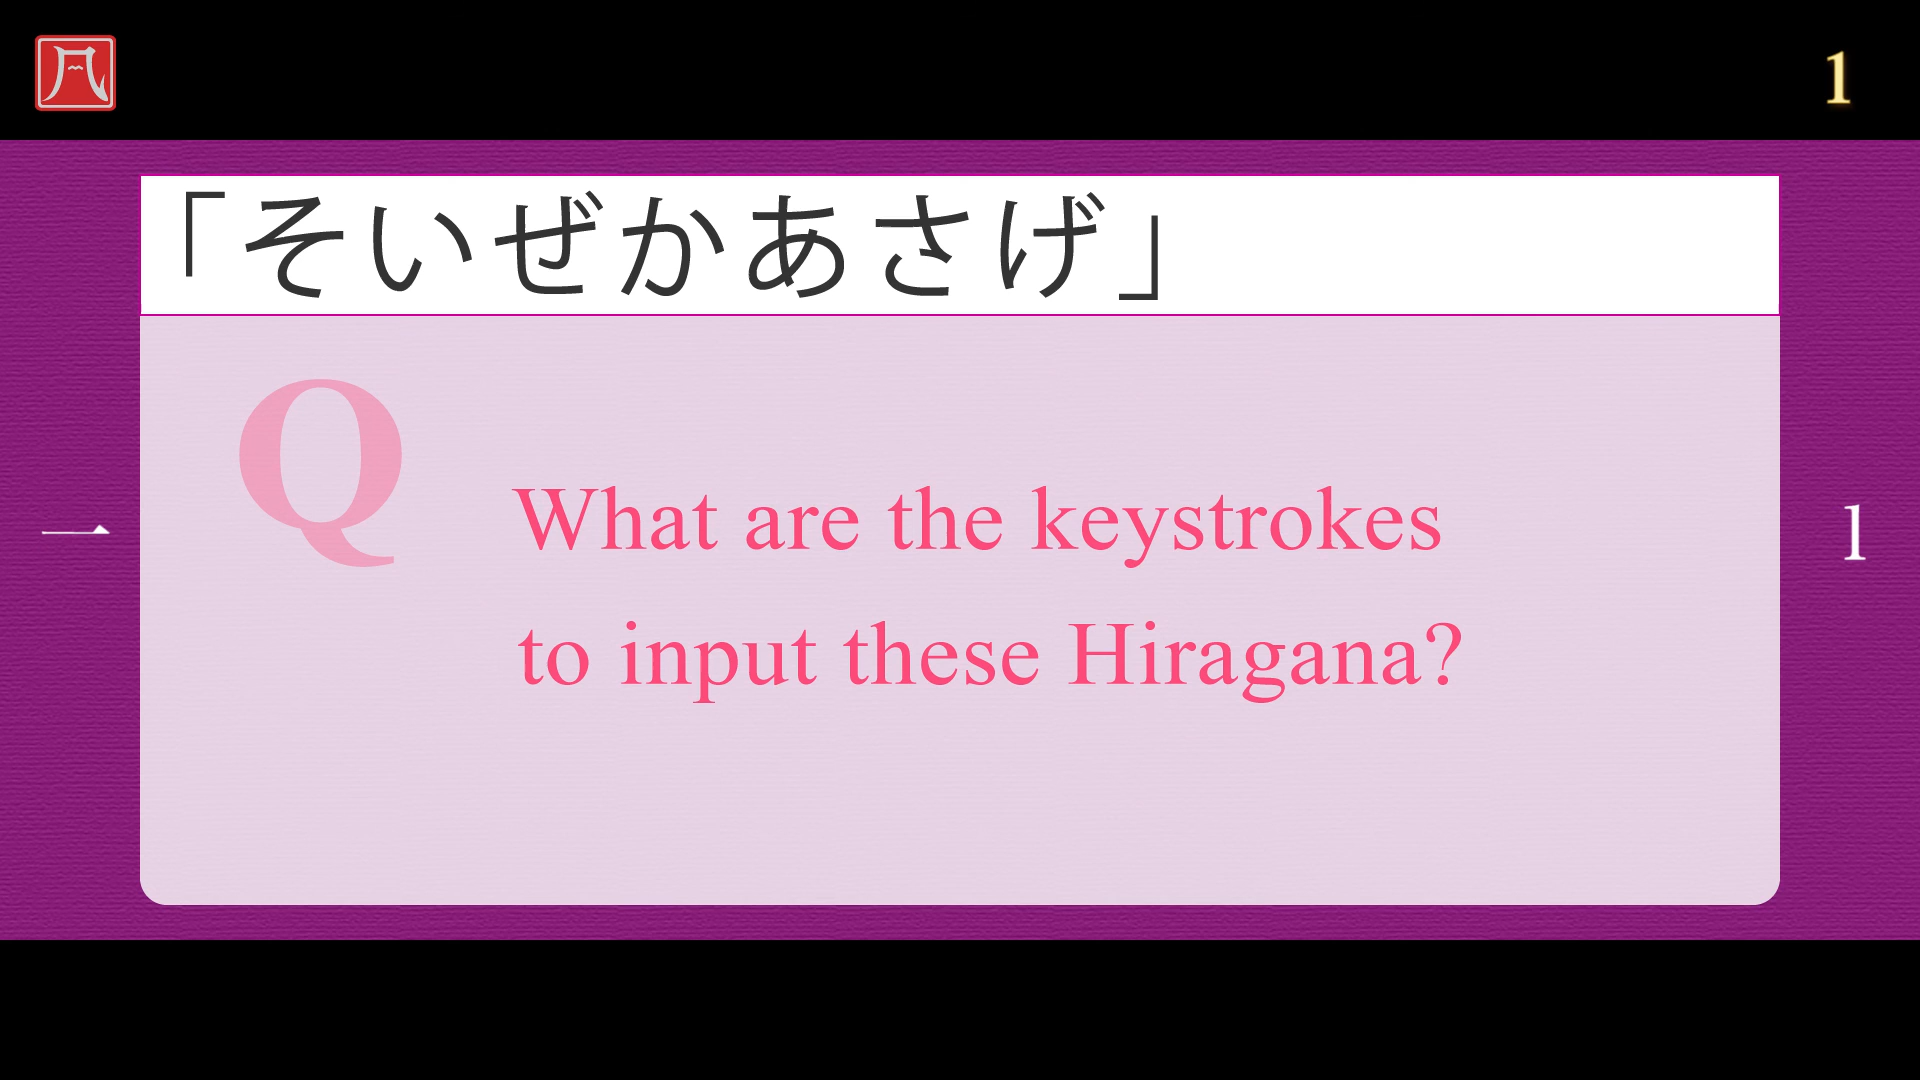 1
「そいぜかあさげ」
Q
What are the keystrokes
to input these Hiragana?
一
1